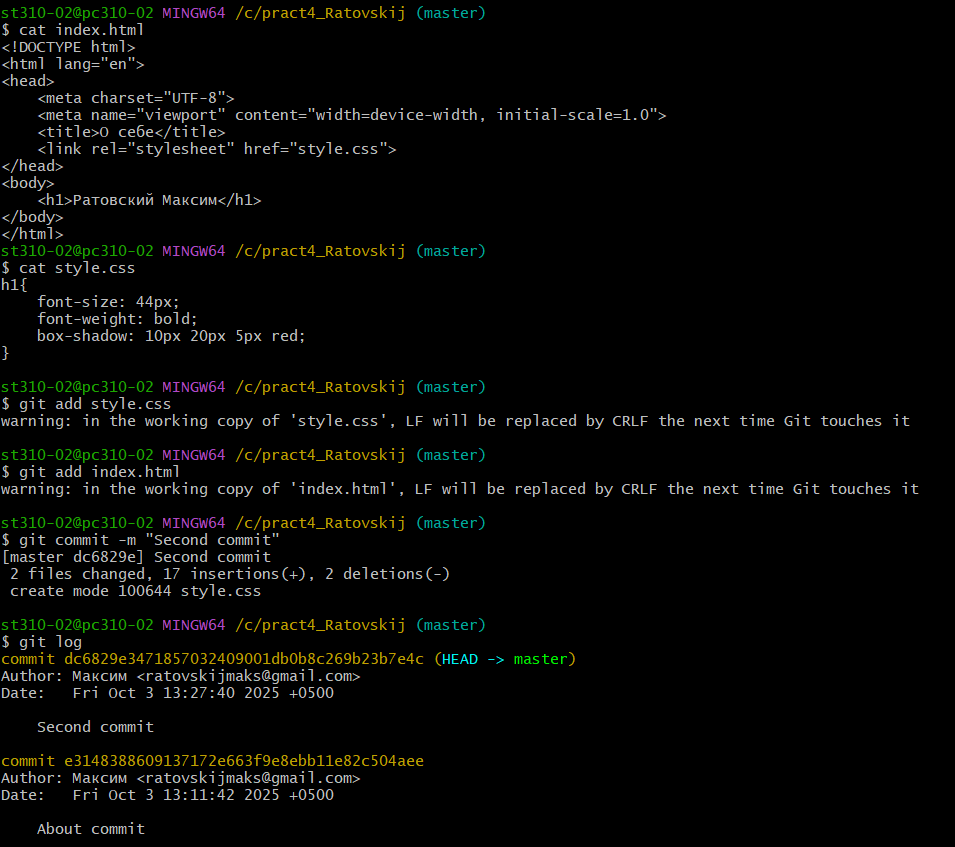 st310-02@pc310-02 MINGW64 /c/pract4_Ratovskij (master)
$ cat index.html
<!DOCTYPE html>
<html lang="en">
<head>
    <meta charset="UTF-8">
    <meta name="viewport" content="width=device-width, initial-scale=1.0">
    <title>О себе</title>
    <link rel="stylesheet" href="style.css">
</head>
<body>
    <h1>Ратовский Максим</h1>
</body>
</html>
st310-02@pc310-02 MINGW64 /c/pract4_Ratovskij (master)
$ cat style.css
h1{
    font-size: 44px;
    font-weight: bold;
    box-shadow: 10px 20px 5px red;
}
st310-02@pc310-02 MINGW64 /c/pract4_Ratovskij (master)
$ git add style.css
warning: in the working copy of 'style.css', LF will be replaced by CRLF the next time Git touches it
st310-02@pc310-02 MINGW64 /c/pract4_Ratovskij (master)
$ git add index.html
warning: in the working copy of 'index.html', LF will be replaced by CRLF the next time Git touches it
st310-02@pc310-02 MINGW64 /c/pract4_Ratovskij (master)
$ git commit -m "Second commit"
[master dc6829e] Second commit
 2 files changed, 17 insertions(+), 2 deletions(-)
 create mode 100644 style.css
st310-02@pc310-02 MINGW64 /c/pract4_Ratovskij (master)
$ git log
commit dc6829e3471857032409001db0b8c269b23b7e4c (HEAD -> master)
Author: Максим <ratovskijmaks@gmail.com>
Date:   Fri Oct 3 13:27:40 2025 +0500
    Second commit
commit e3148388609137172e663f9e8ebb11e82c504aee
Author: Максим <ratovskijmaks@gmail.com>
Date:   Fri Oct 3 13:11:42 2025 +0500
    About commit